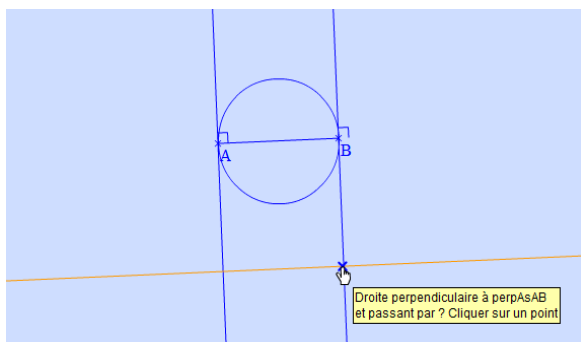 A
B
Droite perpendiculaire à perpAsAB
et passant par ? Cliquer sur un point